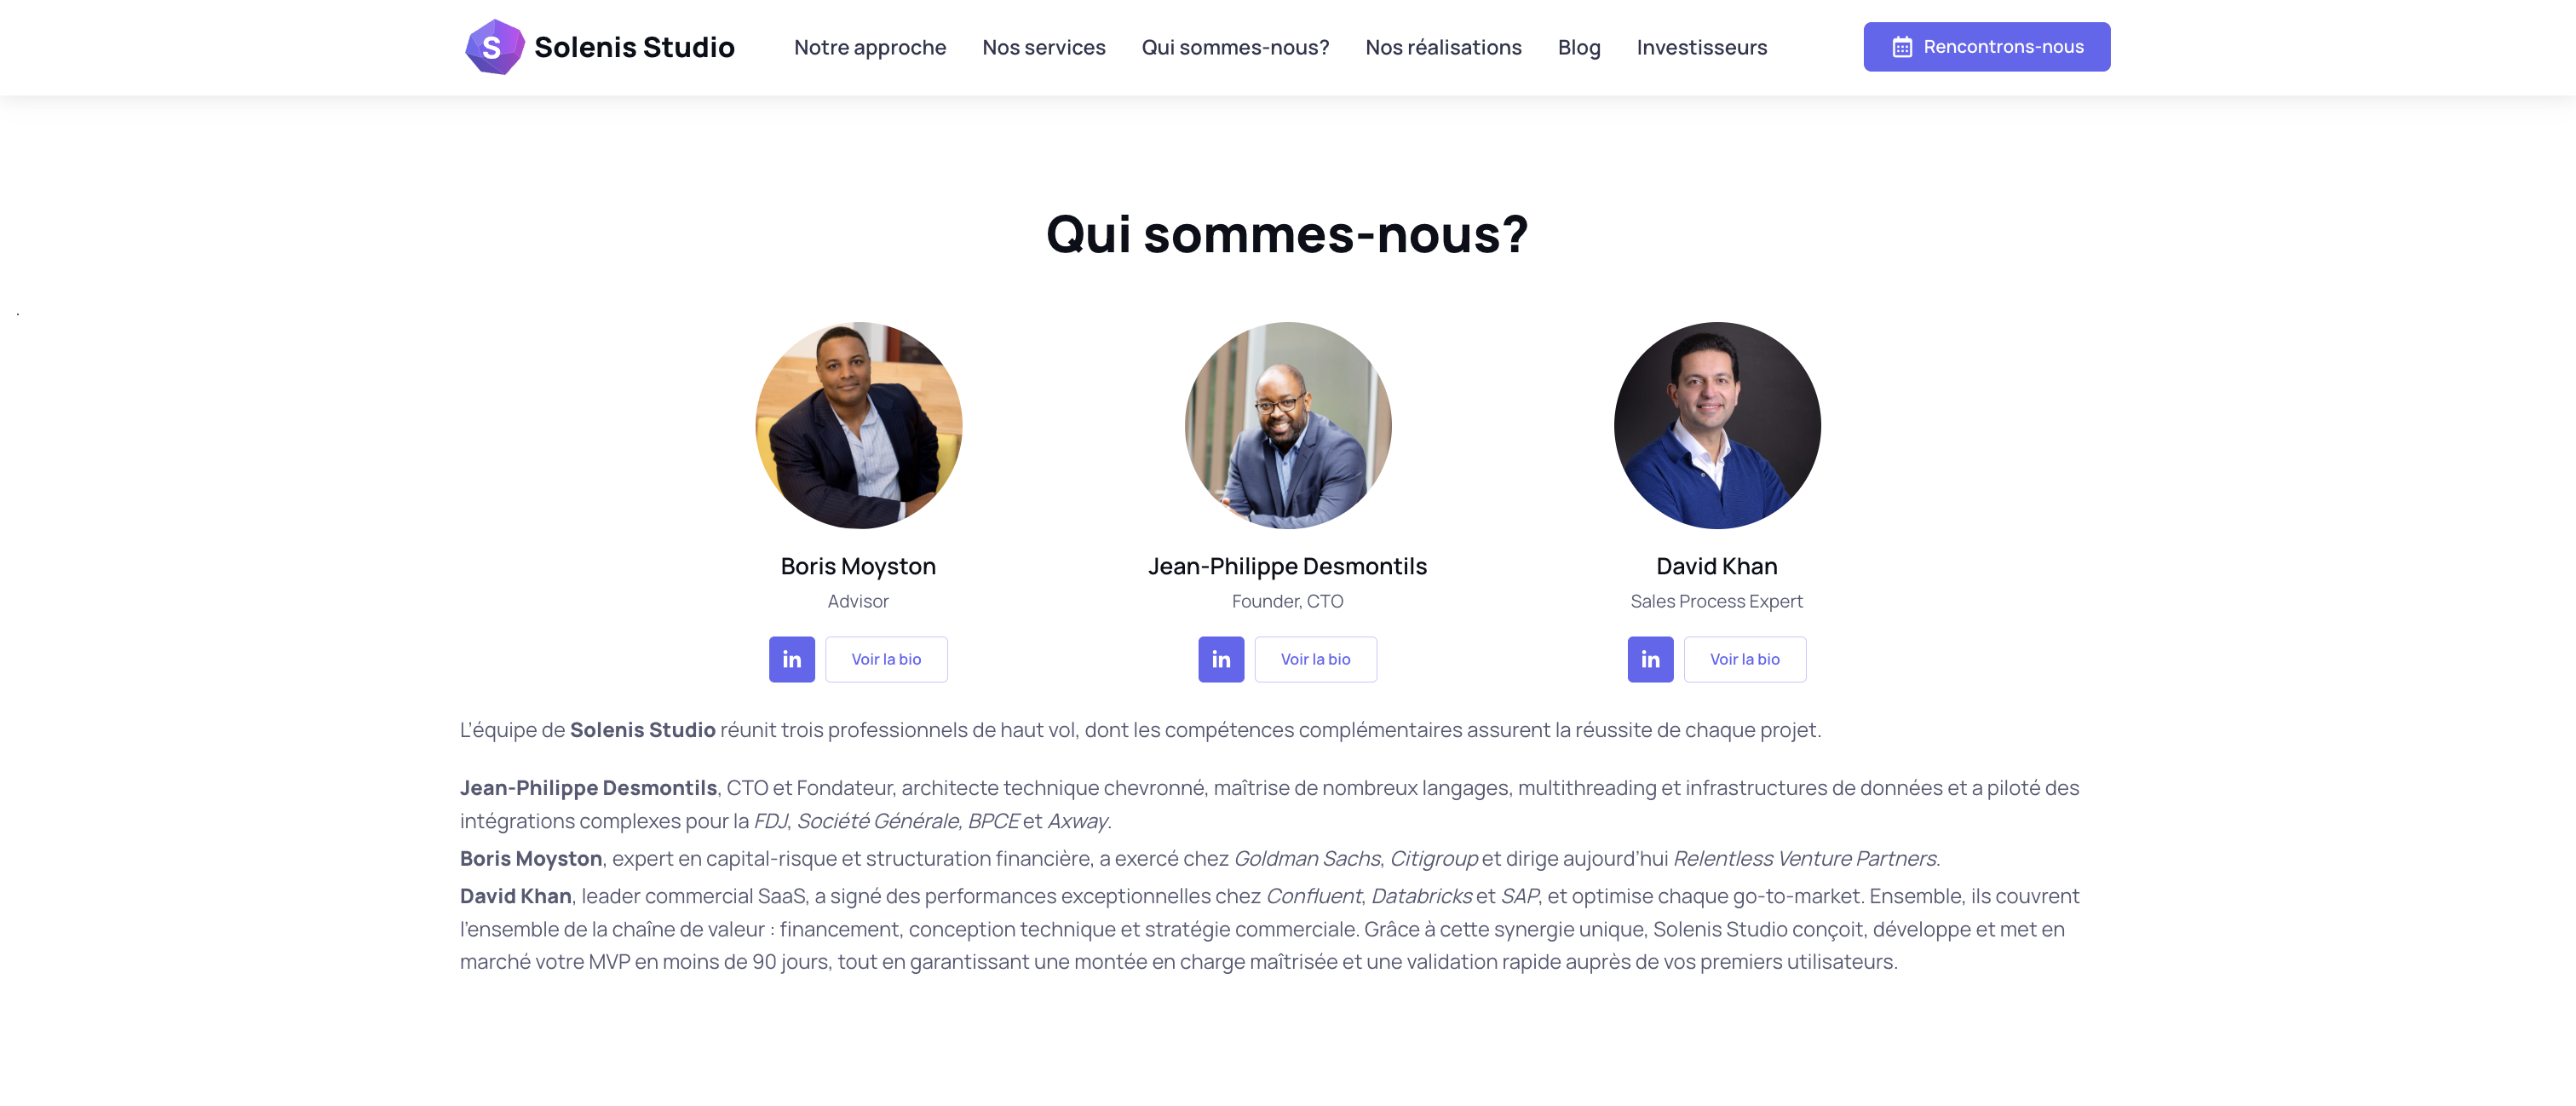 S Solenis Studio
Notre approche
Nos services
Qui sommes-nous?
Nos réalisations
Blog
Investisseurs
Rencontrons-nous
Qui sommes-nous?
.
Boris Moyston
Advisor
in Voir la bio
Jean-Philippe Desmontils
Founder, CTO
in Voir la bio
David Khan
Sales Process Expert
in Voir la bio
L’équipe de Solenis Studio réunit trois professionnels de haut vol, dont les compétences complémentaires assurent la réussite de chaque projet.
Jean-Philippe Desmontils, CTO et Fondateur, architecte technique chevronné, maîtrise de nombreux langages, multithreading et infrastructures de données et a piloté des
intégrations complexes pour la FDJ, Société Générale, BPCE et Axway.
Boris Moyston, expert en capital-risque et structuration financière, a exercé chez Goldman Sachs, Citigroup et dirige aujourd’hui Relentless Venture Partners.
David Khan, leader commercial SaaS, a signé des performances exceptionnelles chez Confluent, Databricks et SAP, et optimise chaque go-to-market. Ensemble, ils couvrent
l’ensemble de la chaîne de valeur : financement, conception technique et stratégie commerciale. Grâce à cette synergie unique, Solenis Studio conçoit, développe et met en
marché votre MVP en moins de 90 jours, tout en garantissant une montée en charge maîtrisée et une validation rapide auprès de vos premiers utilisateurs.